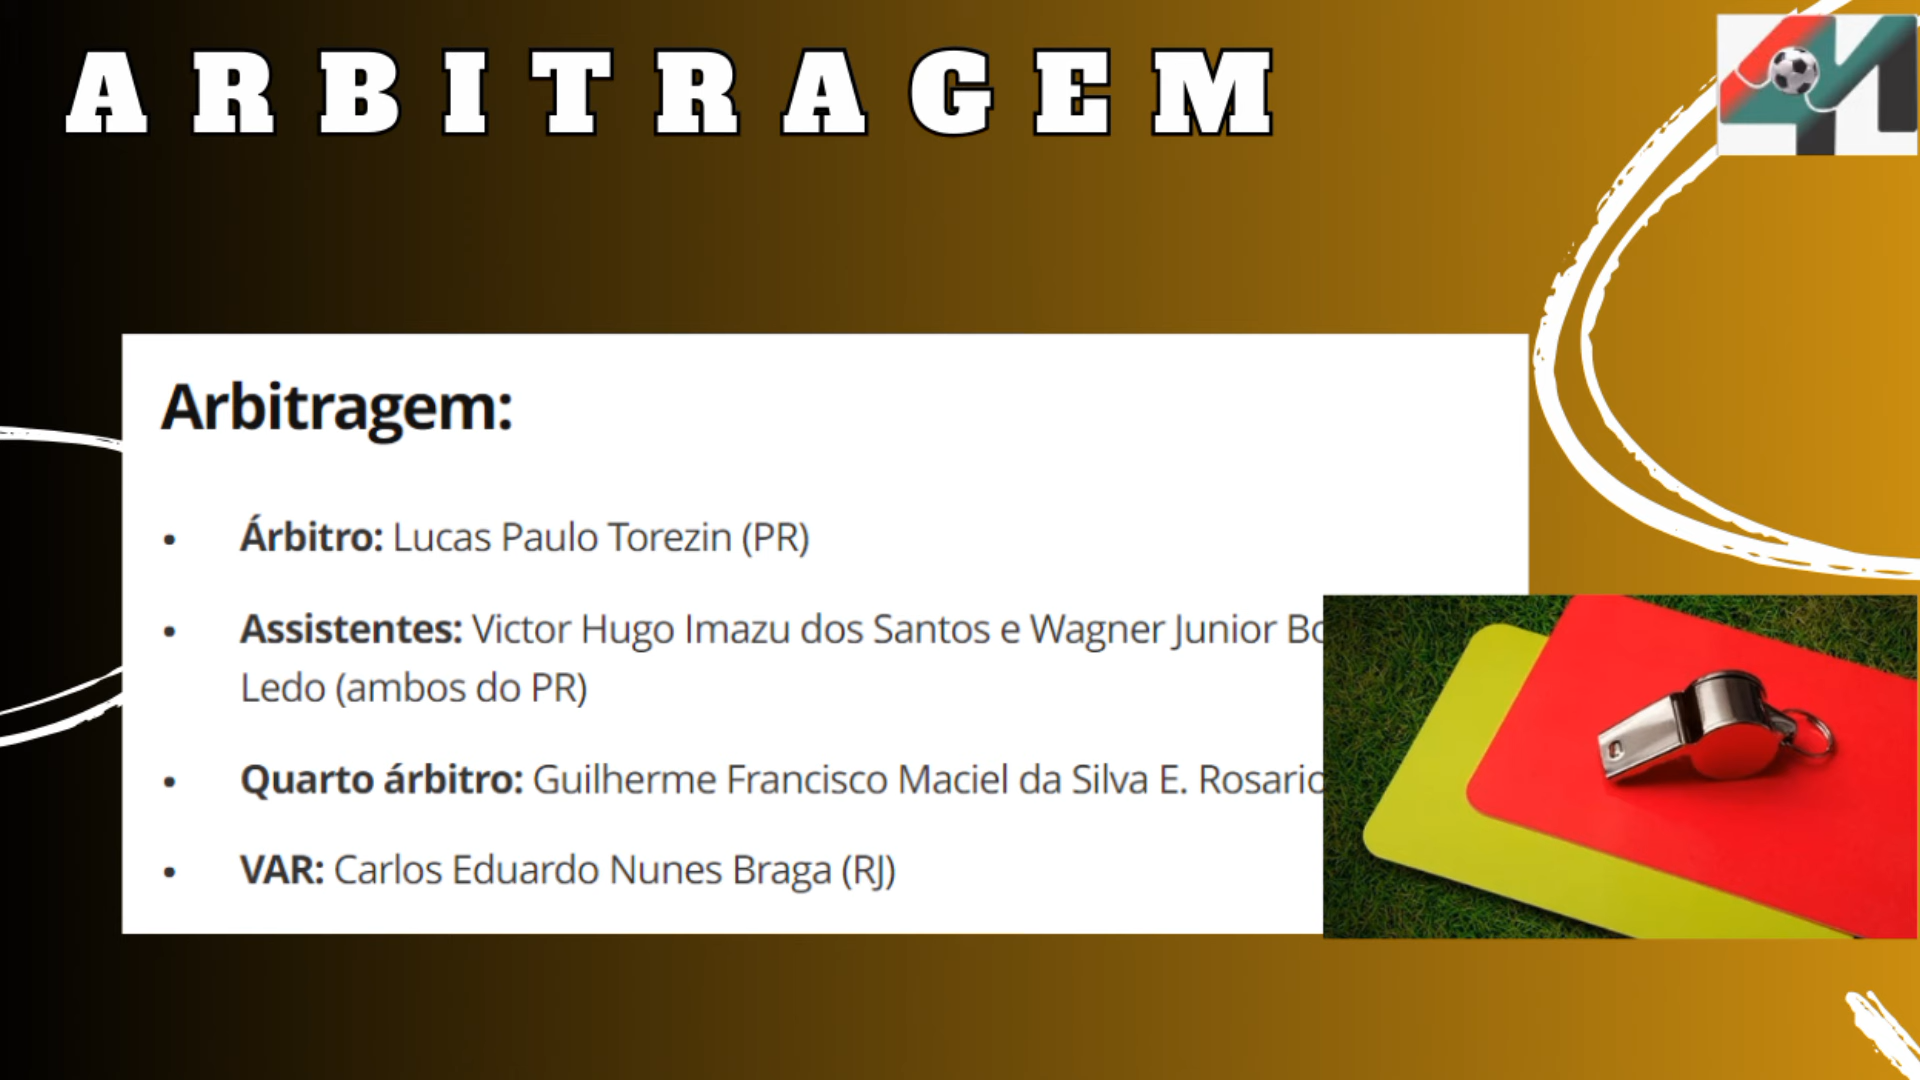 ARBITRAGEM
Arbitragem:
• Árbitro: Lucas Paulo Torezin (PR)
• Assistentes: Victor Hugo Imazu dos Santos e Wagner Junior
Ledo (ambos do PR)
• Quarto árbitro: Guilherme Francisco Maciel da Silva E. Rosario
• VAR: Carlos Eduardo Nunes Braga (RJ)